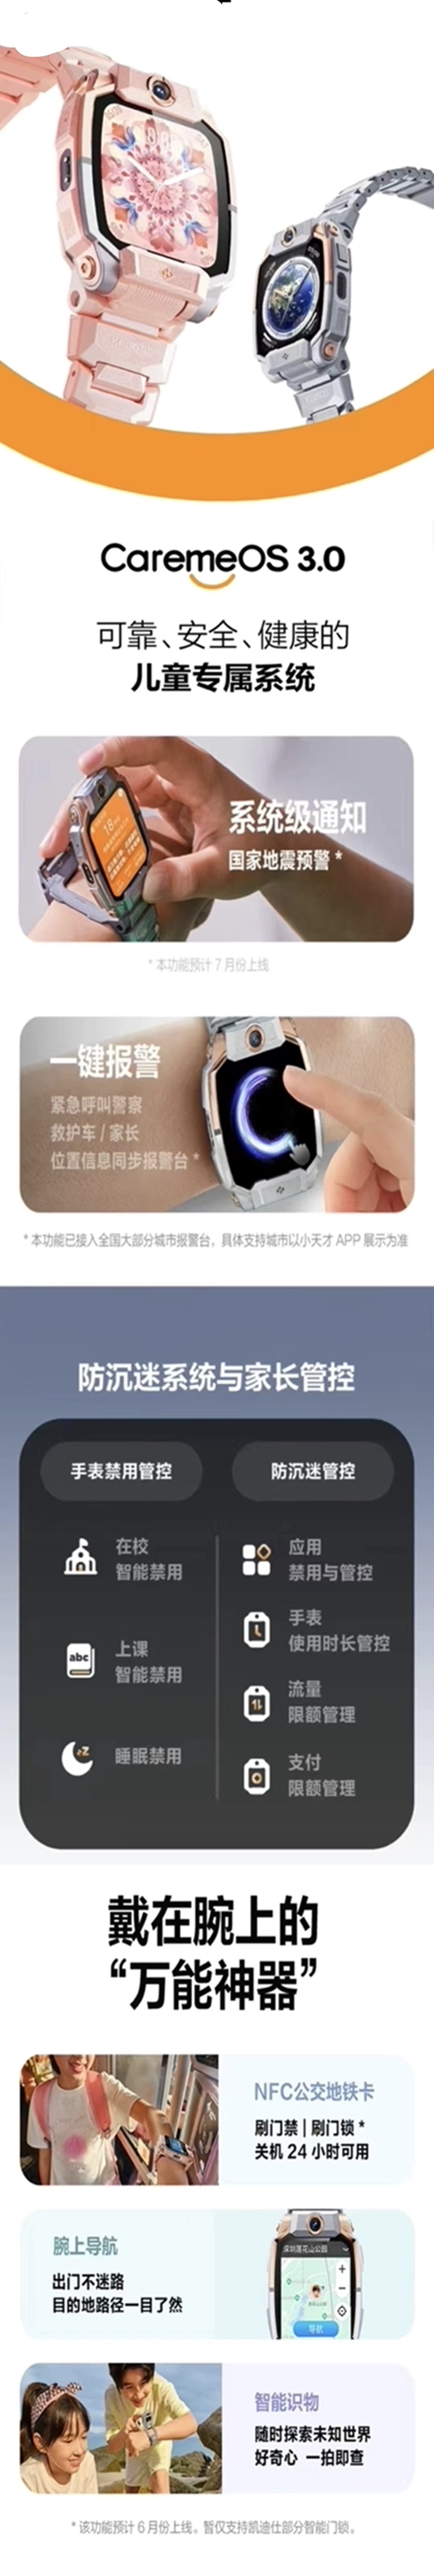 CaremeOS 3.0
可靠、安全、健康的
儿童专属系统
系统级通知
国家地震预警*
*本功能预计7月份上线
一键报警
紧急呼叫警察
救护车/家长
位置信息同步报警台*
*本功能已接入全国大部分城市报警台，具体支持城市以小天才 APP 展示为准
防沉迷系统与家长管控
手表禁用管控
防沉迷管控
在校
智能禁用
abc
上课
智能禁用
睡眠禁用
应用
禁用与管控
手表
使用时长管控
流量
限额管理
支付
限额管理
戴在腕上的
“万能神器”
NFC公交地铁卡
刷门禁|刷门锁*
关机 24 小时可用
腕上导航
出门不迷路
目的地路径一目了然
深圳莲花山公园
导航
智能识物
随时探索未知世界
好奇心 一拍即查
*该功能预计6月份上线。暂仅支持凯迪仕部分智能门锁。